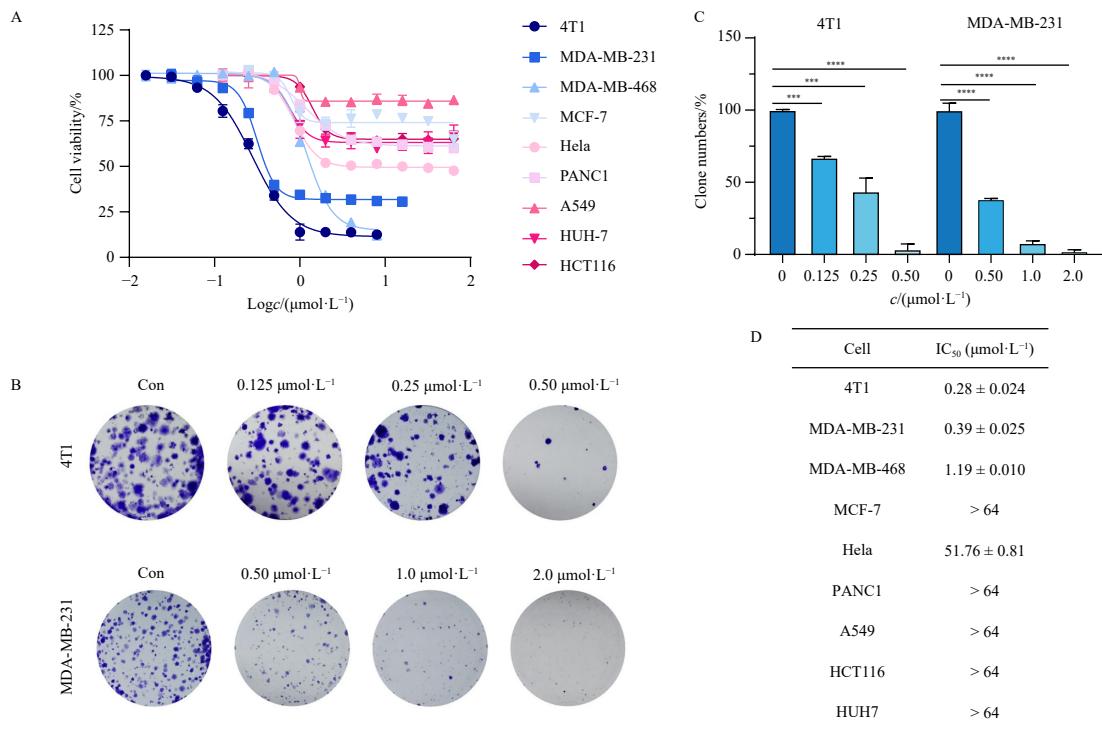 A
125
100
75
50
25
0
Cell viability/%
−2
−1
0
1
2
Logc/(μmol·L⁻¹)
4T1
MDA-MB-231
MDA-MB-468
MCF-7
Hela
PANC1
A549
HUH-7
HCT116
C
4T1
MDA-MB-231
150
100
50
0
Clone numbers/%
****
***
***
****
****
****
0
0.125
0.25
0.50
0
0.50
1.0
2.0
c/(μmol·L⁻¹)
B
Con
0.125 μmol·L⁻¹
0.25 μmol·L⁻¹
0.50 μmol·L⁻¹
4T1
Con
0.50 μmol·L⁻¹
1.0 μmol·L⁻¹
2.0 μmol·L⁻¹
MDA-MB-231
D
Cell IC₅₀ (μmol·L⁻¹)
4T1 0.28 ± 0.024
MDA-MB-231 0.39 ± 0.025
MDA-MB-468 1.19 ± 0.010
MCF-7 > 64
Hela 51.76 ± 0.81
PANC1 > 64
A549 > 64
HCT116 > 64
HUH7 > 64